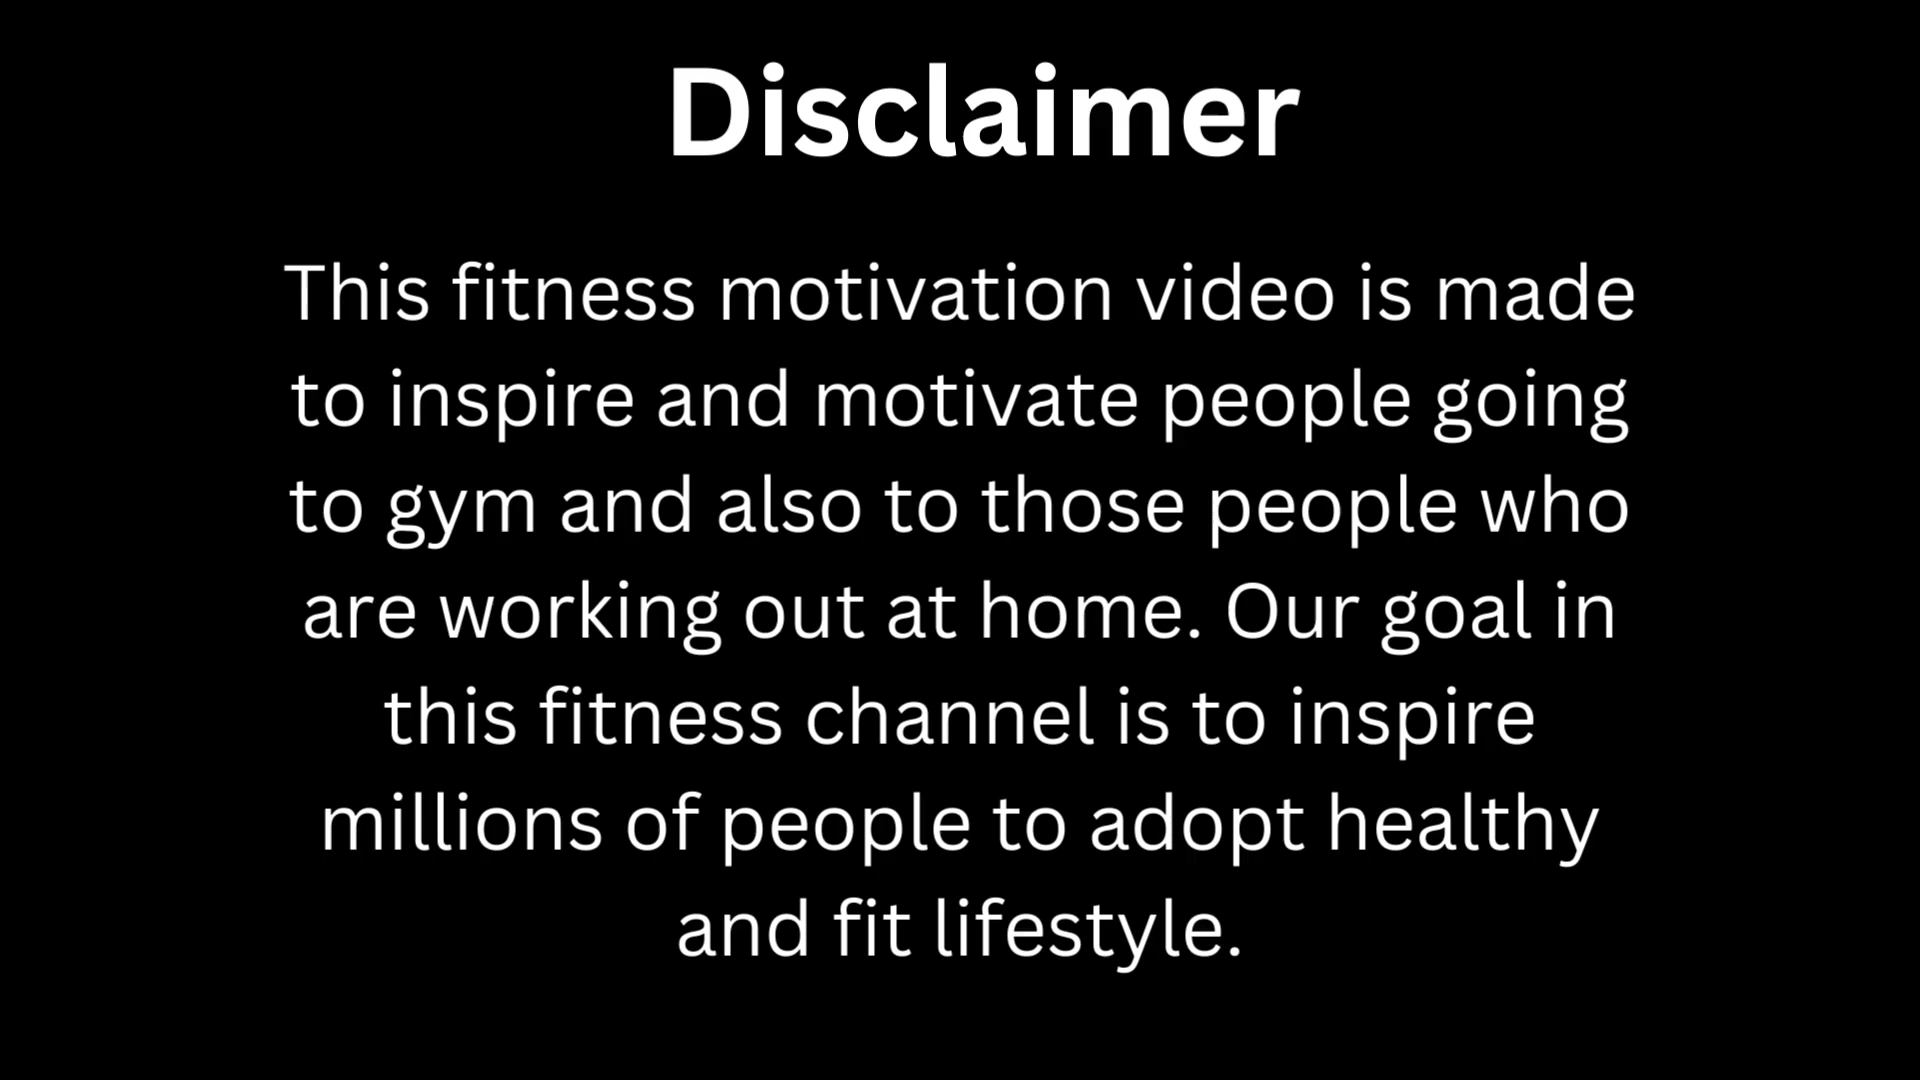 Disclaimer
This fitness motivation video is made
to inspire and motivate people going
to gym and also to those people who
are working out at home. Our goal in
this fitness channel is to inspire
millions of people to adopt healthy
and fit lifestyle.